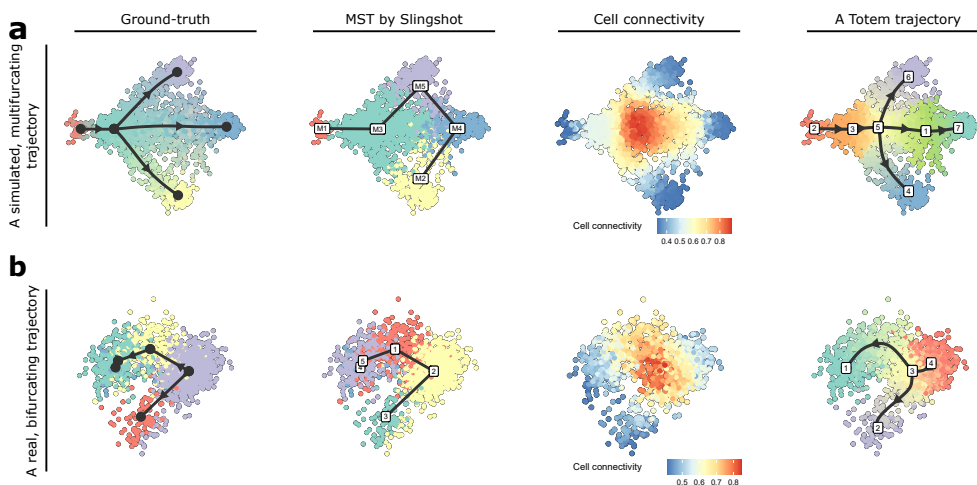 Ground-truth
MST by Slingshot
Cell connectivity
A Totem trajectory
a
A simulated, multifurcating
trajectory
M1
M3
M5
M4
M2
Cell connectivity
0.4 0.5 0.6 0.7 0.8
2
3
5
6
1
7
4
b
A real, bifurcating trajectory
5
1
2
3
Cell connectivity
0.5 0.6 0.7 0.8
1
3
4
2